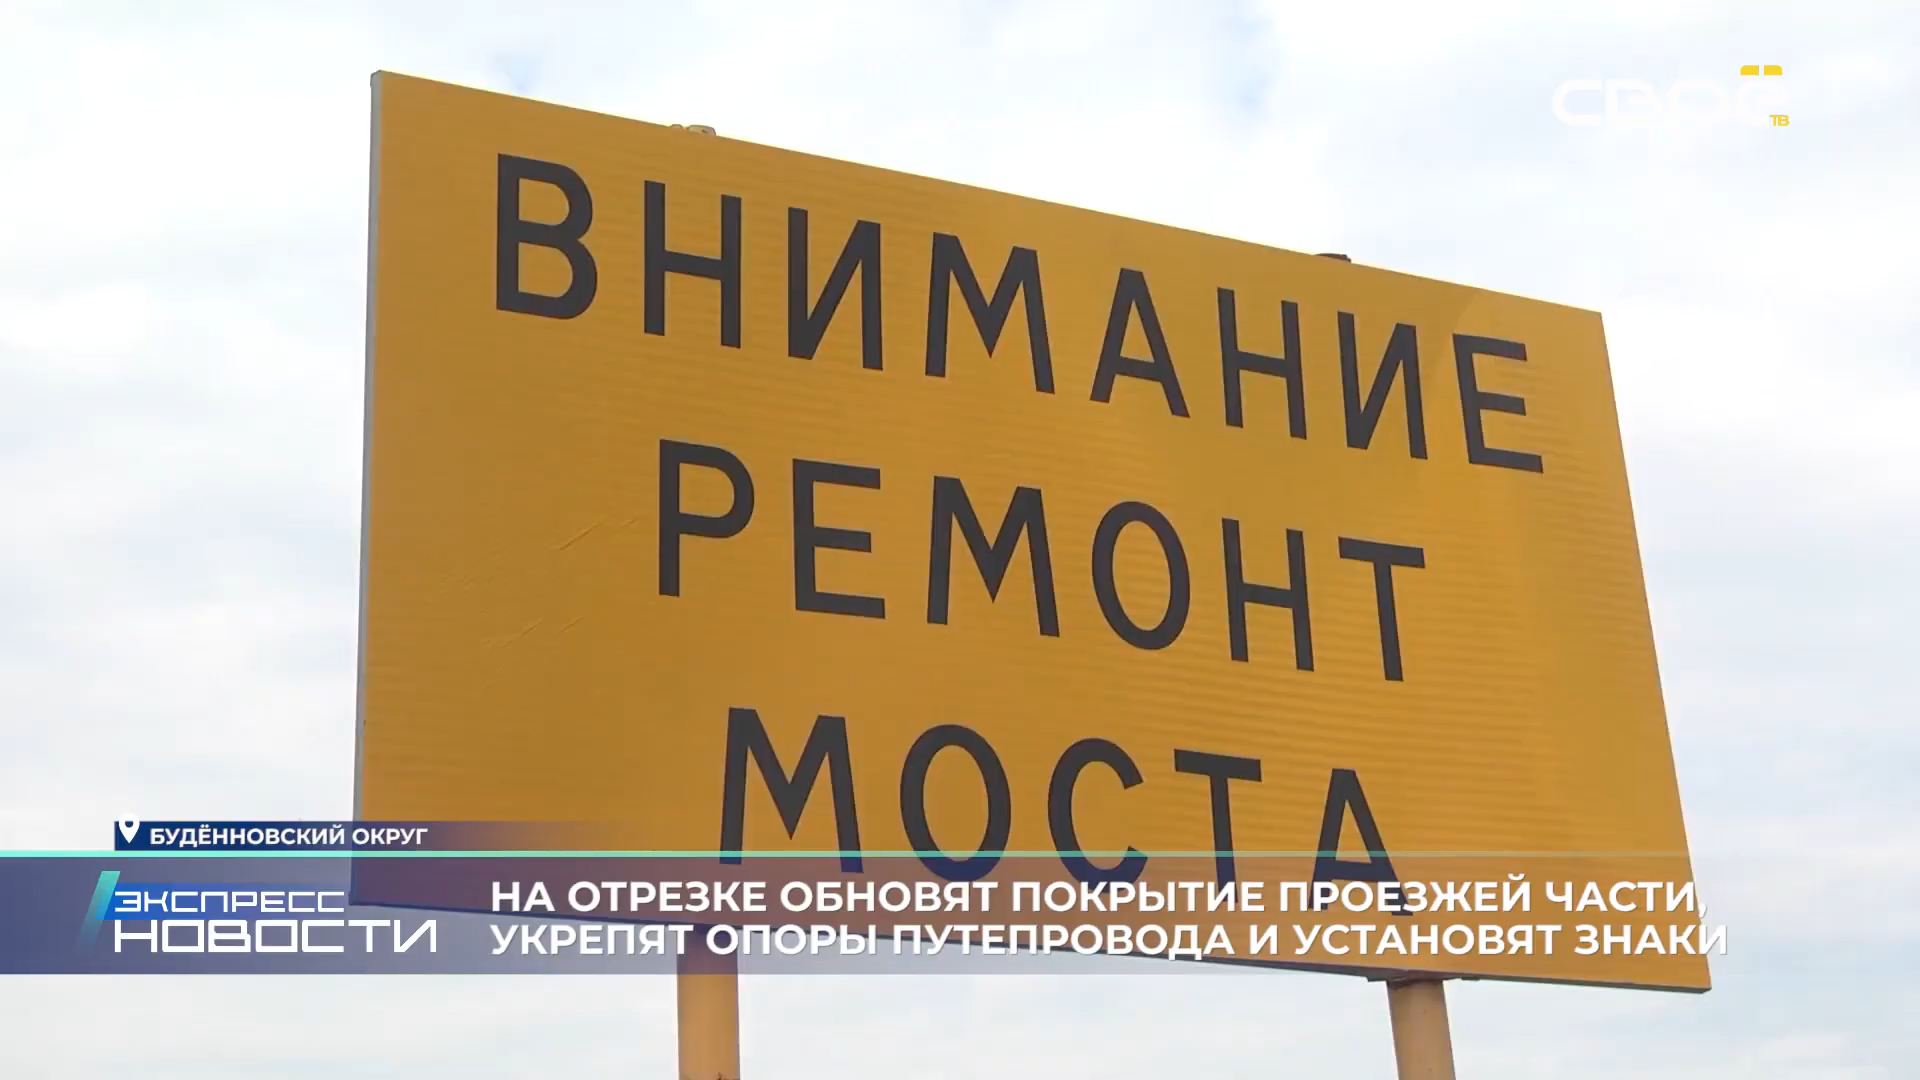 СВОЁ
ТВ
ВНИМАНИЕ
РЕМОНТ
МОСТА
БУДЁННОВСКИЙ ОКРУГ
ЭКСПРЕСС
НОВОСТИ
НА ОТРЕЗКЕ ОБНОВЯТ ПОКРЫТИЕ ПРОЕЗЖЕЙ ЧАСТИ,
УКРЕПЯТ ОПОРЫ ПУТЕПРОВОДА И УСТАНОВЯТ ЗНАКИ